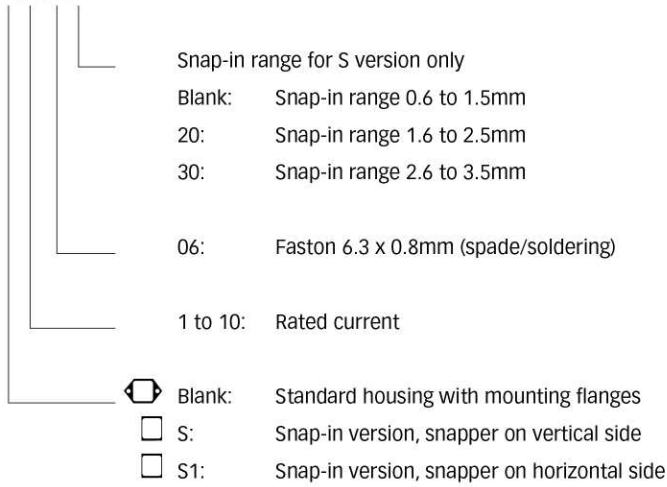 Snap-in range for S version only
Blank: Snap-in range 0.6 to 1.5mm
20: Snap-in range 1.6 to 2.5mm
30: Snap-in range 2.6 to 3.5mm
06: Faston 6.3 x 0.8mm (spade/soldering)
1 to 10: Rated current
Blank: Standard housing with mounting flanges
S: Snap-in version, snapper on vertical side
S1: Snap-in version, snapper on horizontal side